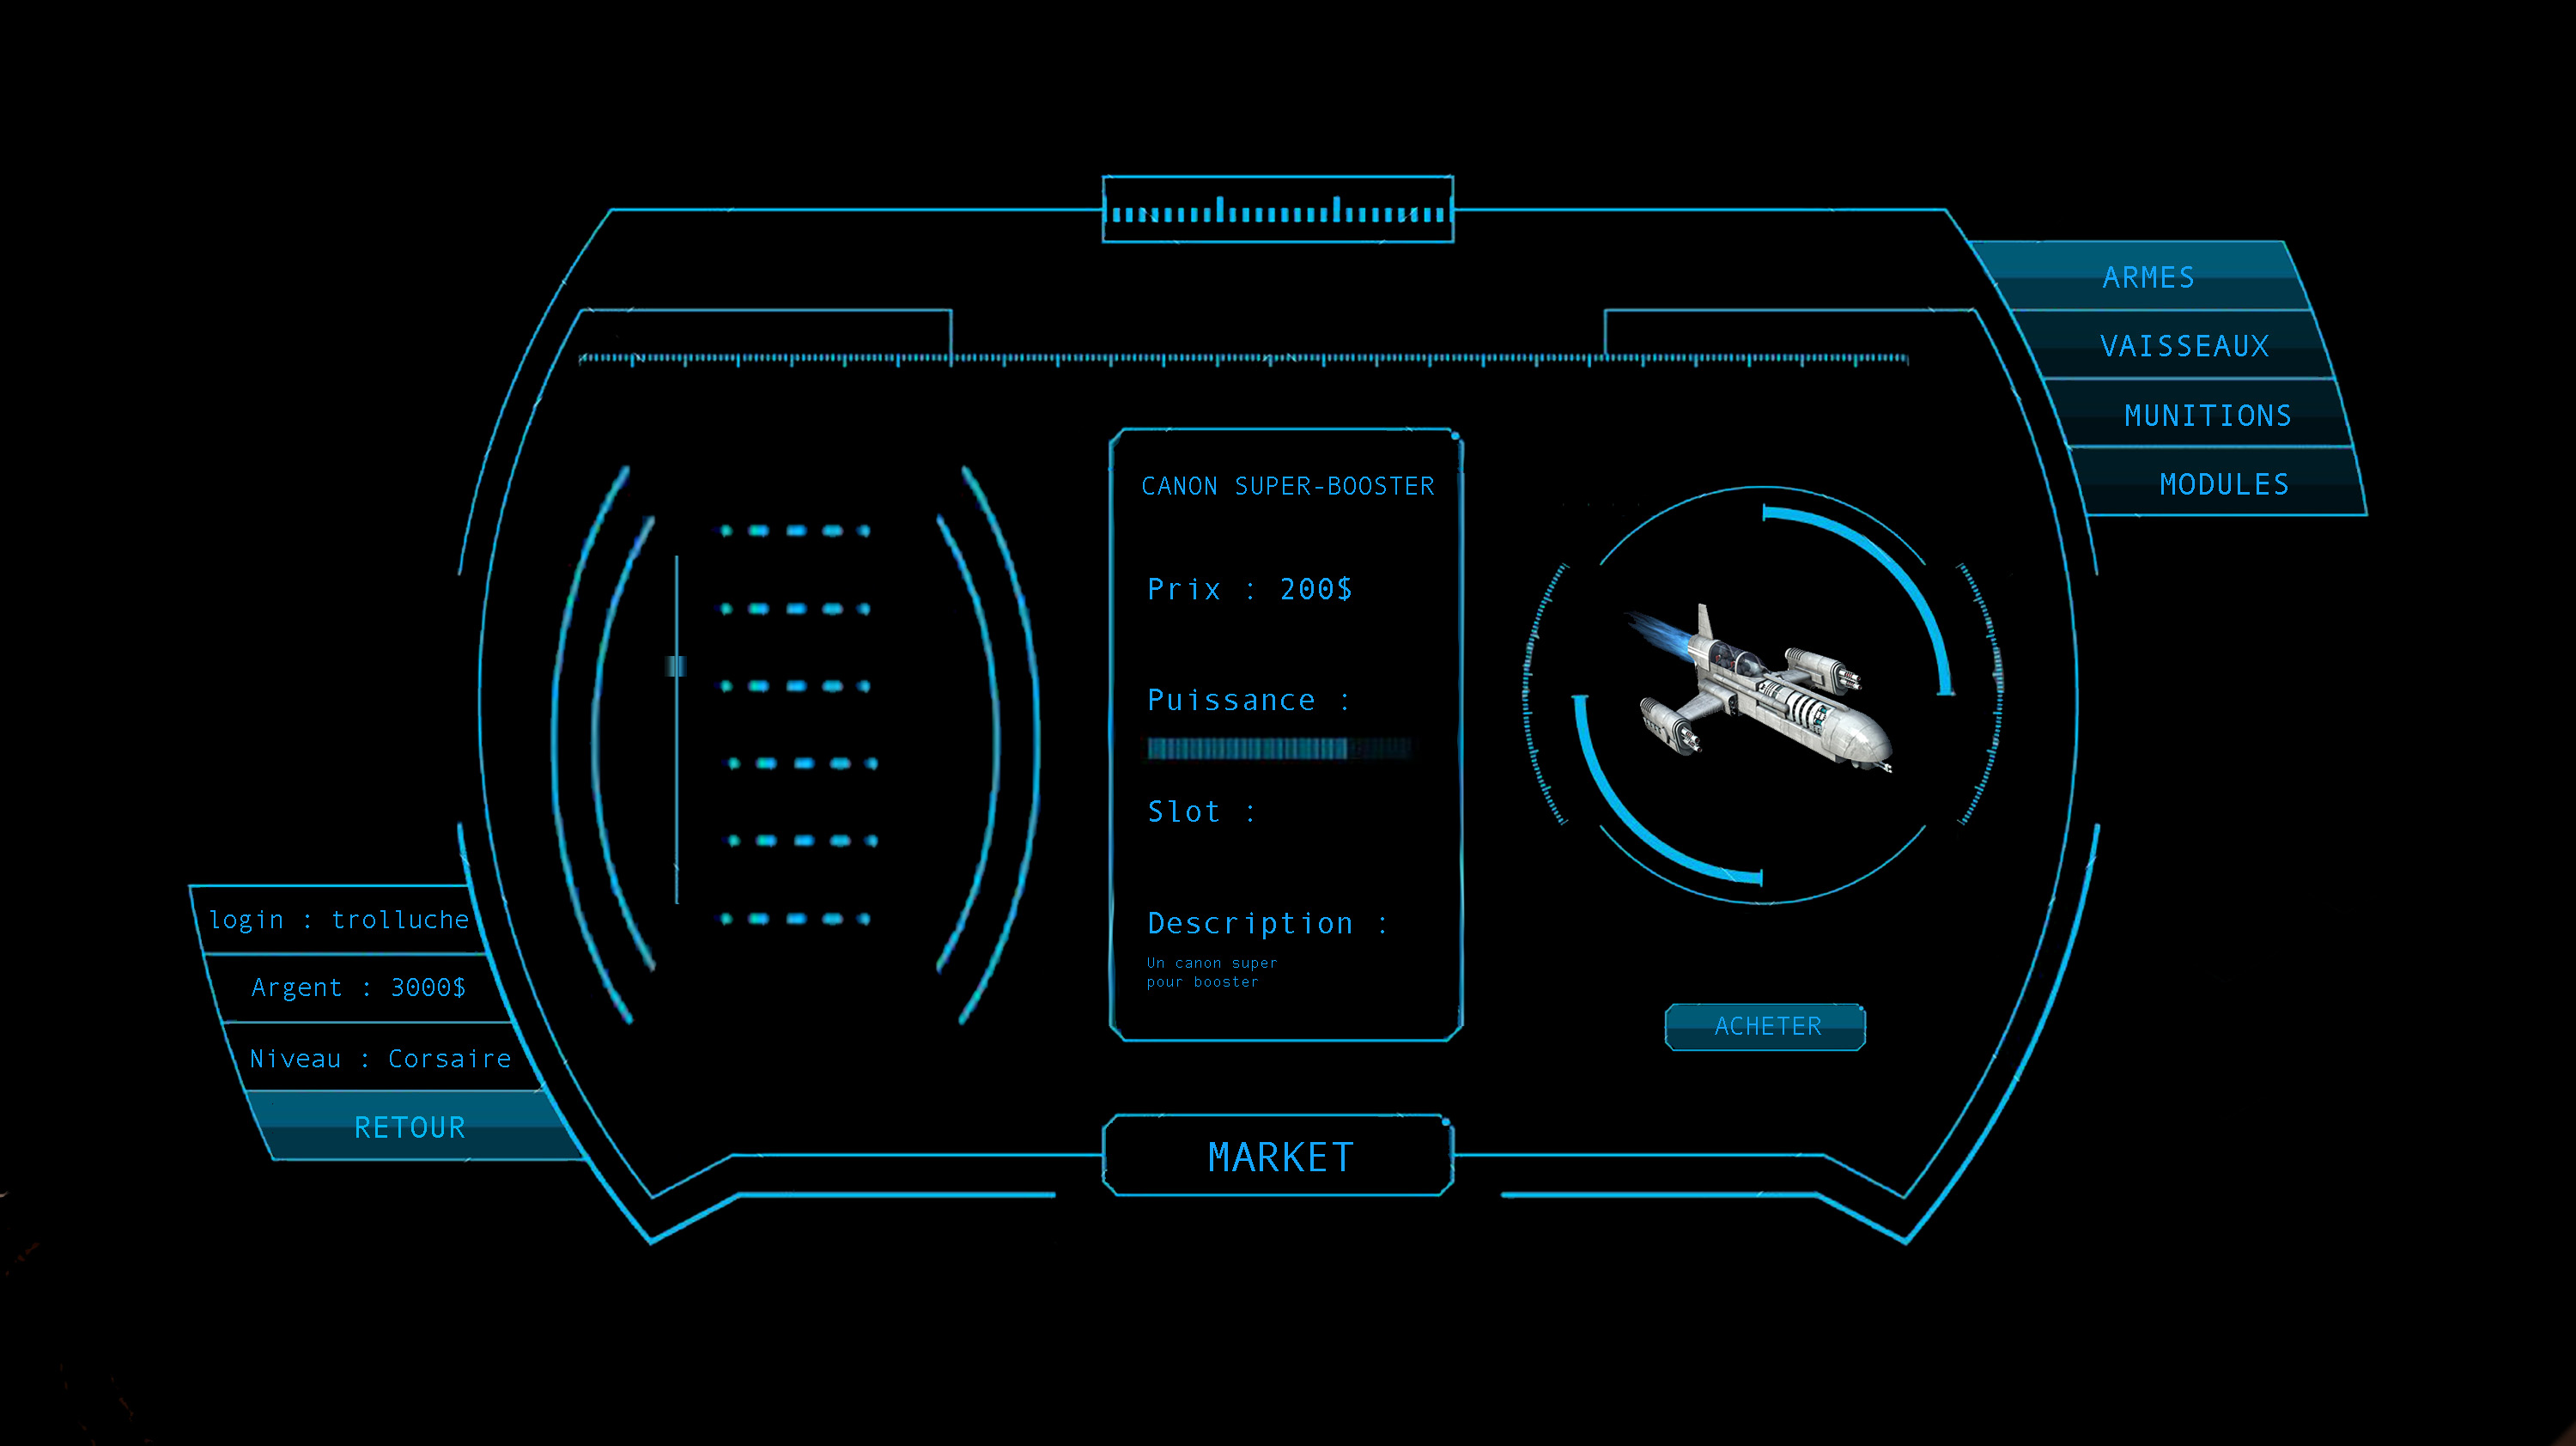 ARMES
VAISSEAUX
MUNITIONS
MODULES
CANON SUPER-BOOSTER
Prix : 200$
Puissance :
Slot :
Description :
Un canon super
pour booster
ACHETER
login : trolluche
Argent : 3000$
Niveau : Corsaire
RETOUR
MARKET